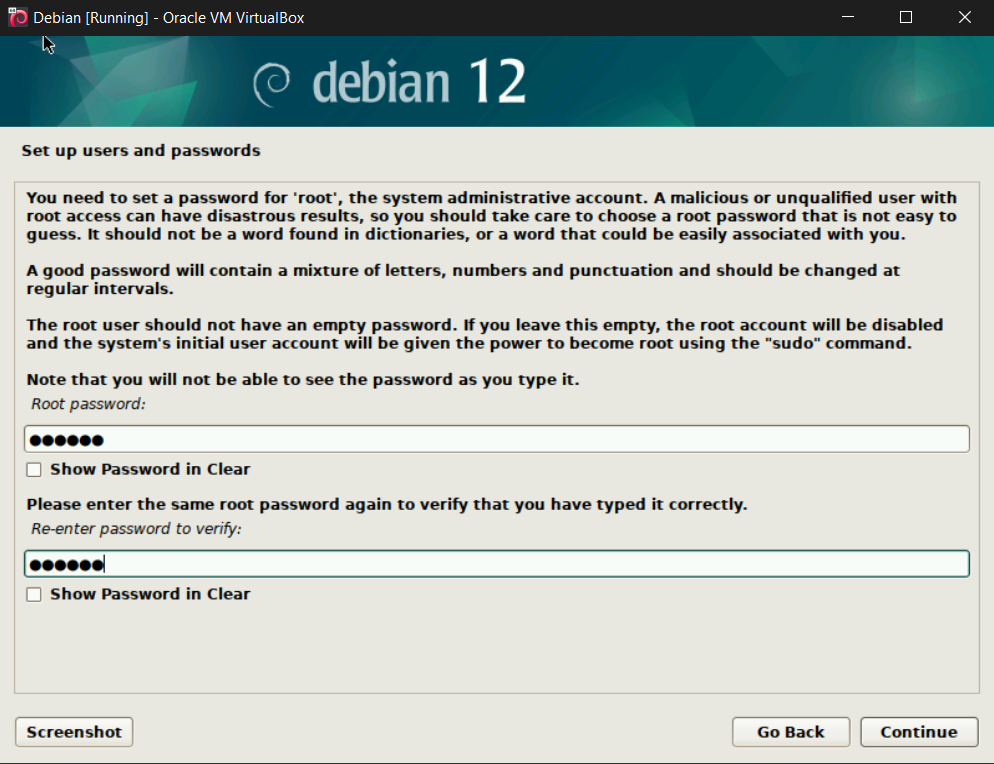 Debian [Running] - Oracle VM VirtualBox
debian 12
Set up users and passwords
You need to set a password for 'root', the system administrative account. A malicious or unqualified user with
root access can have disastrous results, so you should take care to choose a root password that is not easy to
guess. It should not be a word found in dictionaries, or a word that could be easily associated with you.
A good password will contain a mixture of letters, numbers and punctuation and should be changed at
regular intervals.
The root user should not have an empty password. If you leave this empty, the root account will be disabled
and the system's initial user account will be given the power to become root using the "sudo" command.
Note that you will not be able to see the password as you type it.
Root password:
●●●●●●
Show Password in Clear
Please enter the same root password again to verify that you have typed it correctly.
Re-enter password to verify:
●●●●●●
Show Password in Clear
Screenshot
Go Back
Continue